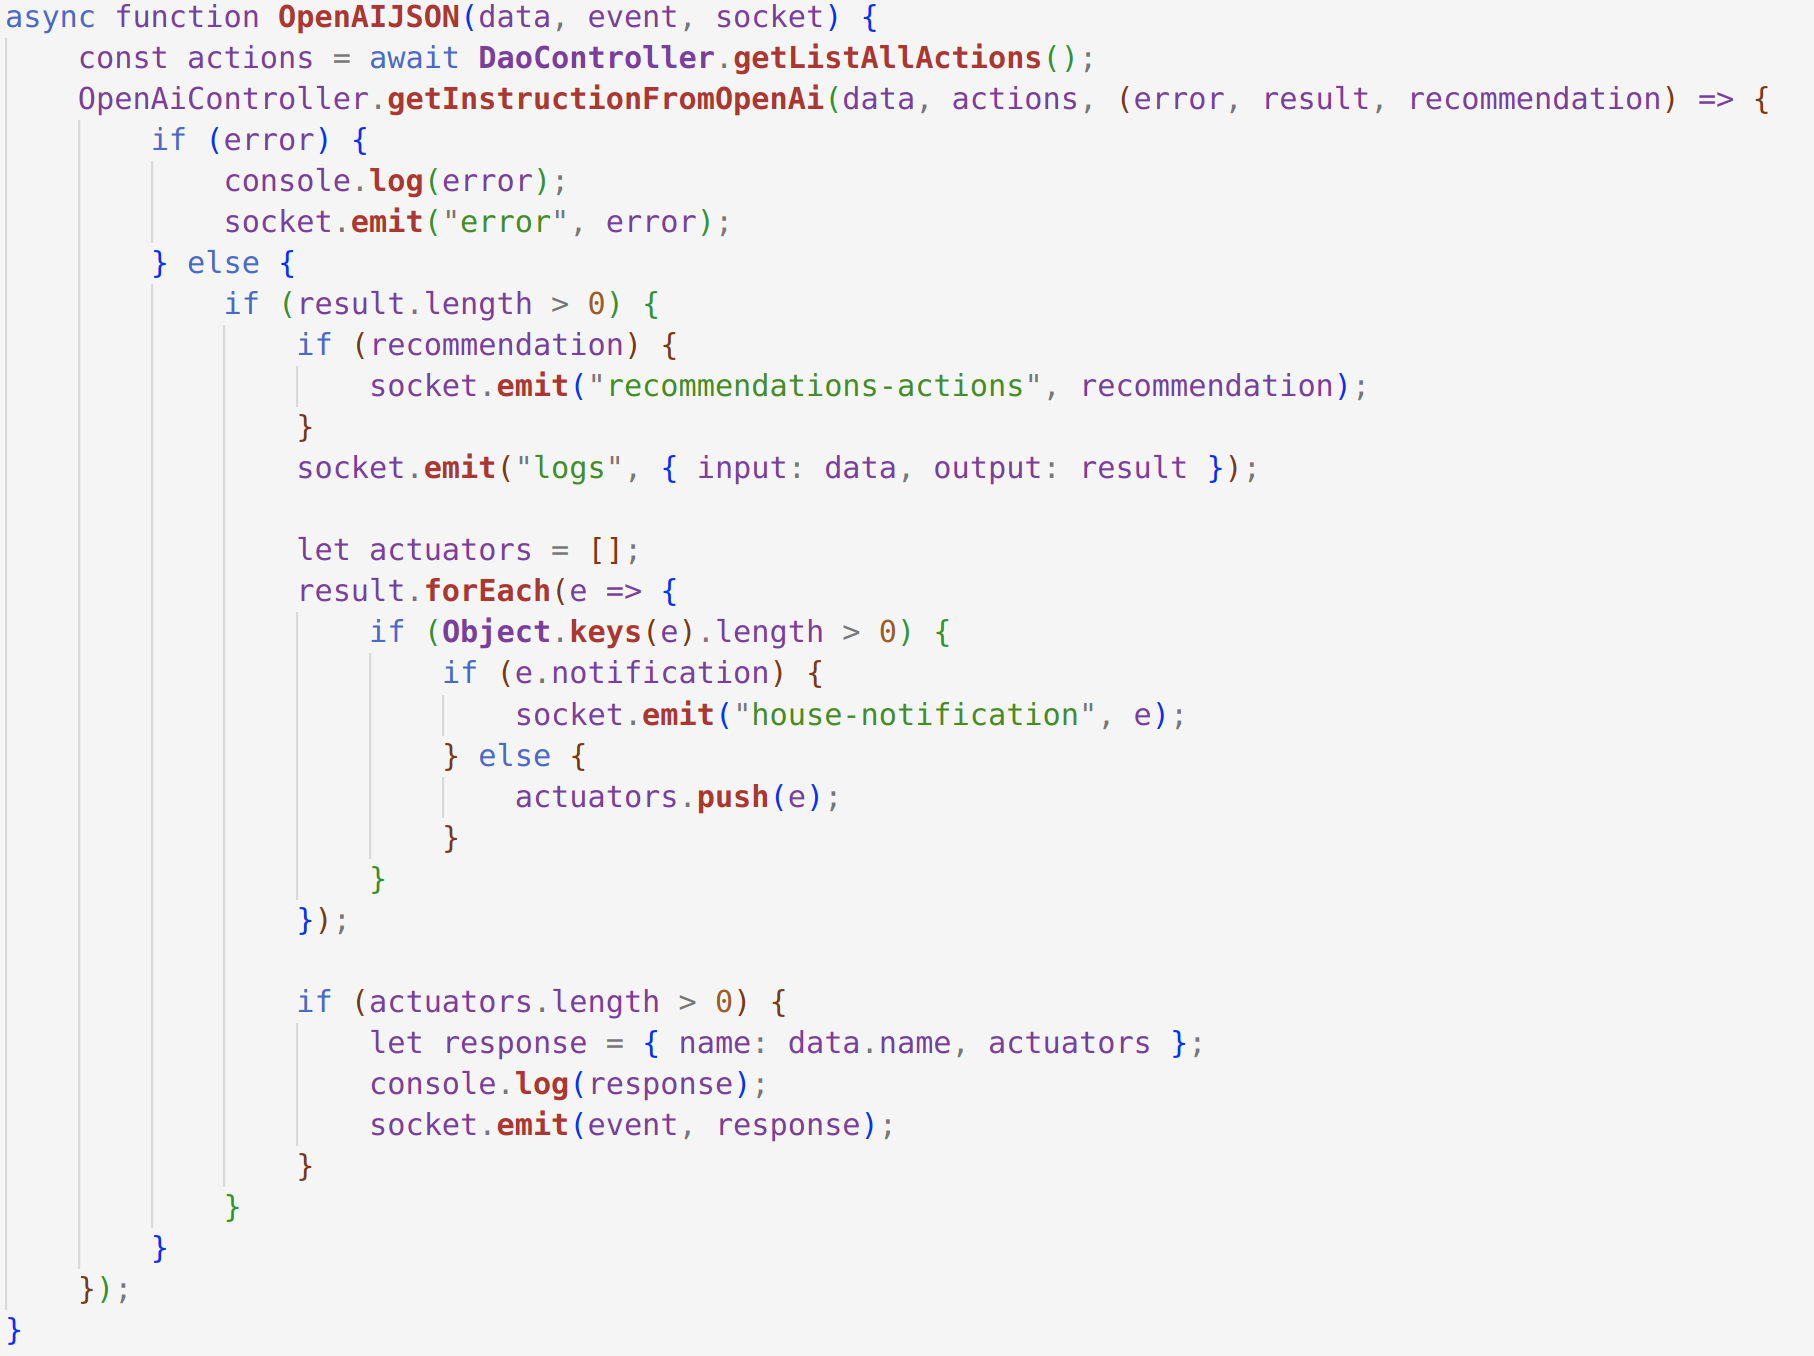 async function OpenAIJSON(data, event, socket) {
    const actions = await DaoController.getListAllActions();
    OpenAiController.getInstructionFromOpenAi(data, actions, (error, result, recommendation) => {
        if (error) {
            console.log(error);
            socket.emit("error", error);
        } else {
            if (result.length > 0) {
                if (recommendation) {
                    socket.emit("recommendations-actions", recommendation);
                }
                socket.emit("logs", { input: data, output: result });

                let actuators = [];
                result.forEach(e => {
                    if (Object.keys(e).length > 0) {
                        if (e.notification) {
                            socket.emit("house-notification", e);
                        } else {
                            actuators.push(e);
                        }
                    }
                });

                if (actuators.length > 0) {
                    let response = { name: data.name, actuators };
                    console.log(response);
                    socket.emit(event, response);
                }
            }
        }
    });
}